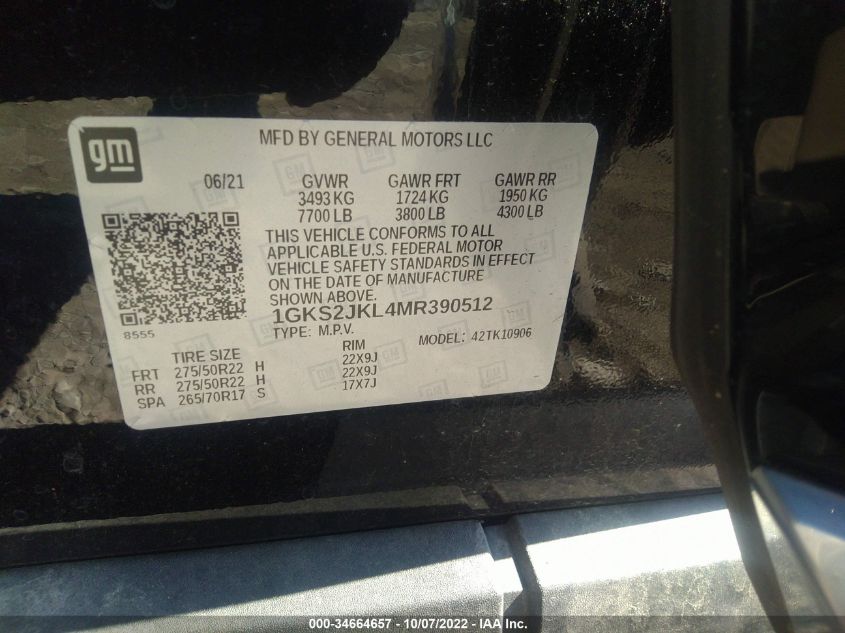 gm
MFD BY GENERAL MOTORS LLC
06/21 GVWR GAWR FRT GAWR RR
3493 KG 1724 KG 1950 KG
7700 LB 3800 LB 4300 LB
THIS VEHICLE CONFORMS TO ALL
APPLICABLE U.S. FEDERAL MOTOR
VEHICLE SAFETY STANDARDS IN EFFECT
ON THE DATE OF MANUFACTURE
SHOWN ABOVE.
1GKS2JKL4MR390512
8555 TYPE: M.P.V. MODEL: 42TK10906
TIRE SIZE RIM
FRT 275/50R22 H 22X9J
RR 275/50R22 H 22X9J
SPA 265/70R17 S 17X7J
000-34664657 - 10/07/2022 - IAA Inc.